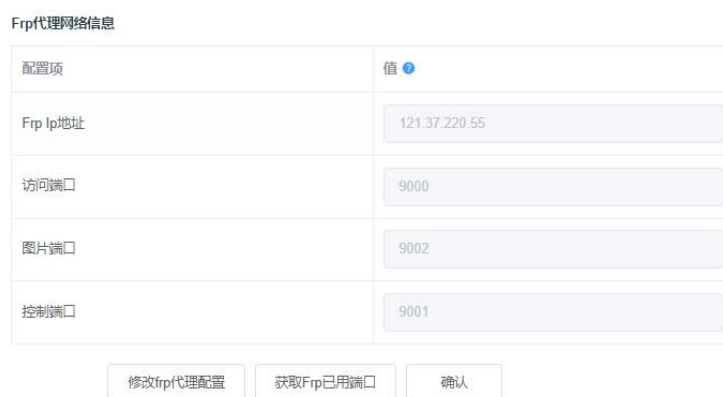 Frp代理网络信息
配置项 值 ?
Frp Ip地址 121.37.220.55
访问端口 9000
图片端口 9002
控制端口 9001
修改frp代理配置 获取Frp已用端口 确认